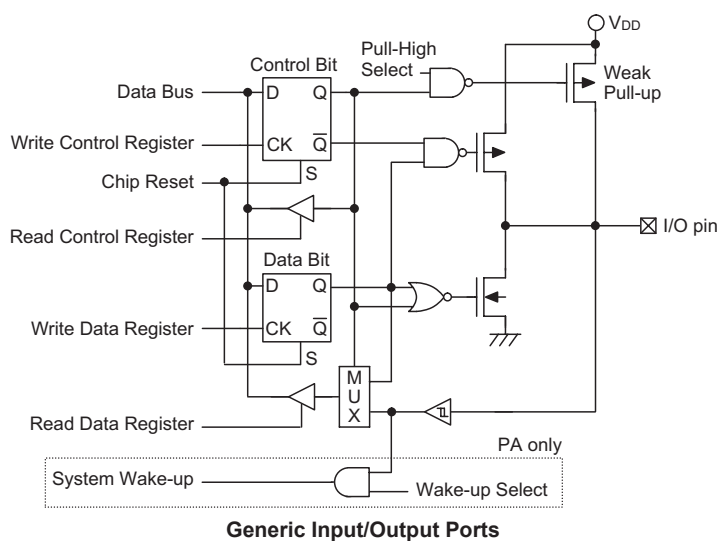 VDD
Pull-High
Select
Control Bit
Weak
Pull-up
Data Bus
D
Q
Write Control Register
CK
Q
Chip Reset
S
I/O pin
Read Control Register
Data Bit
D
Q
Write Data Register
CK
Q
S
M
U
X
Read Data Register
PA only
System Wake-up
Wake-up Select
Generic Input/Output Ports